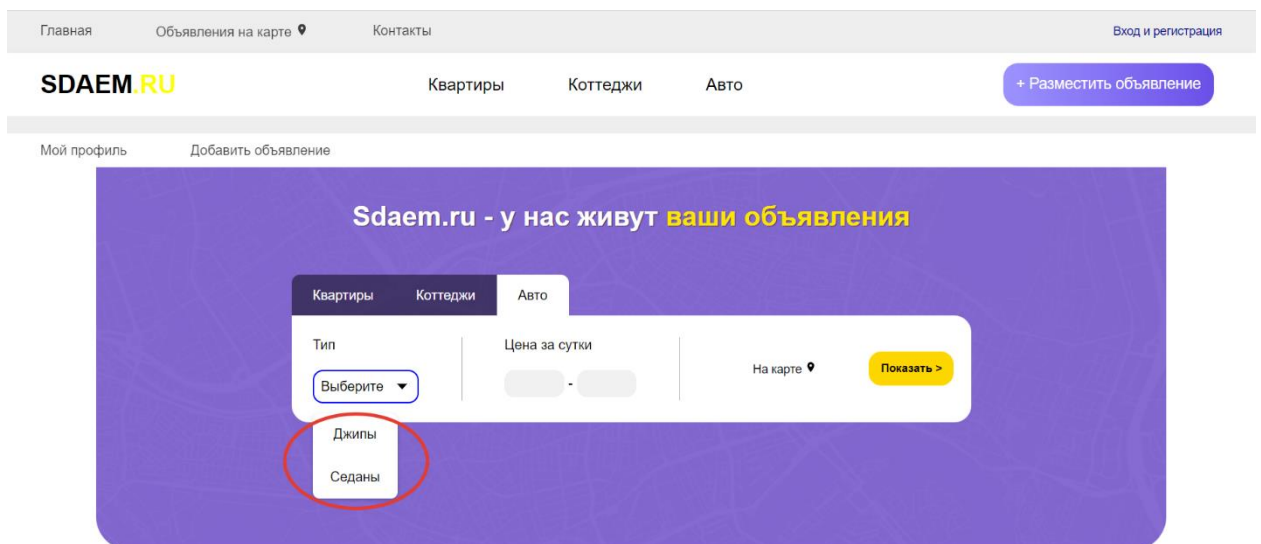 Главная Объявления на карте Контакты Вход и регистрация
SDAEM.RU Квартиры Коттеджи Авто + Разместить объявление
Мой профиль Добавить объявление
Sdaem.ru - у нас живут ваши объявления
Квартиры Коттеджи Авто
Тип Цена за сутки
Выберите - На карте Показать >
Джипы
Седаны